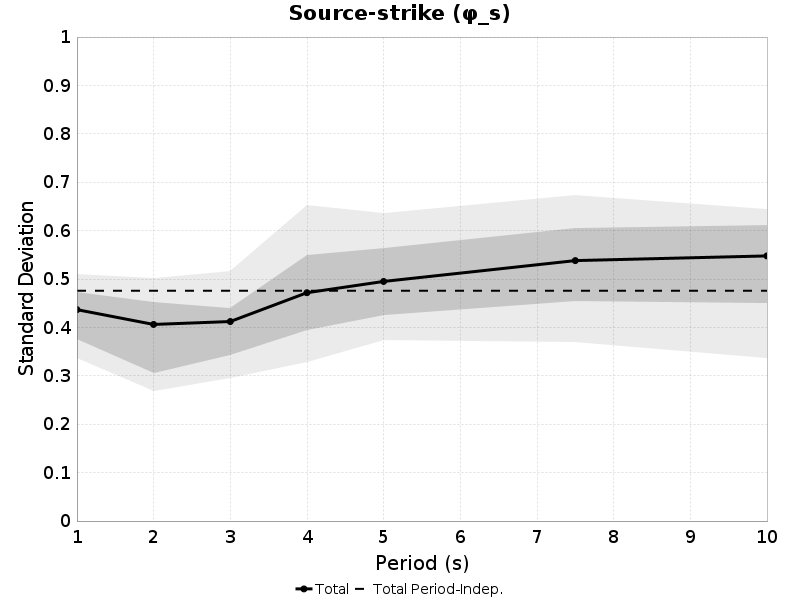 Source-strike (φ_s)
Standard Deviation
1
0.9
0.8
0.7
0.6
0.5
0.4
0.3
0.2
0.1
0
1 2 3 4 5 6 7 8 9 10
Period (s)
Total Total Period-Indep.